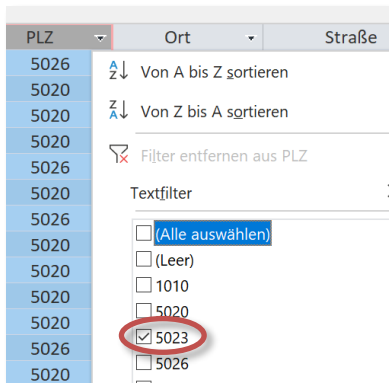 PLZ Ort Straße
5026
5020
5020
5020
5026
5020
5026
5020
5020
5020
5020
5026
5020
Von A bis Z sortieren
Von Z bis A sortieren
Filter entfernen aus PLZ
Textfilter
(Alle auswählen)
(Leer)
1010
5020
5023
5026